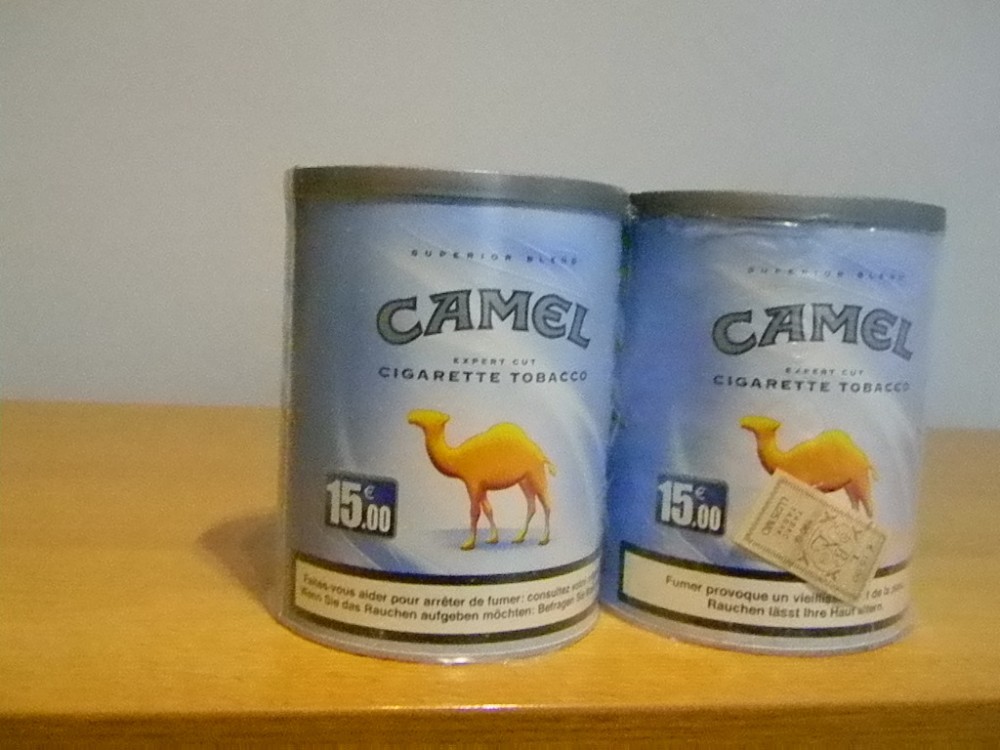 SUPERIOR BLEND
CAMEL
EXPERT CUT
CIGARETTE TOBACCO
15€.00
Faites-vous aider pour arrêter de fumer: consultez votre
Wenn Sie das Rauchen aufgeben möchten: Befragen Sie
SUPERIOR BLEND
CAMEL
EXPERT CUT
CIGARETTE TOBACCO
15€.00
Fumer provoque un t de la
Rauchen lässt Ihre Haut altern.